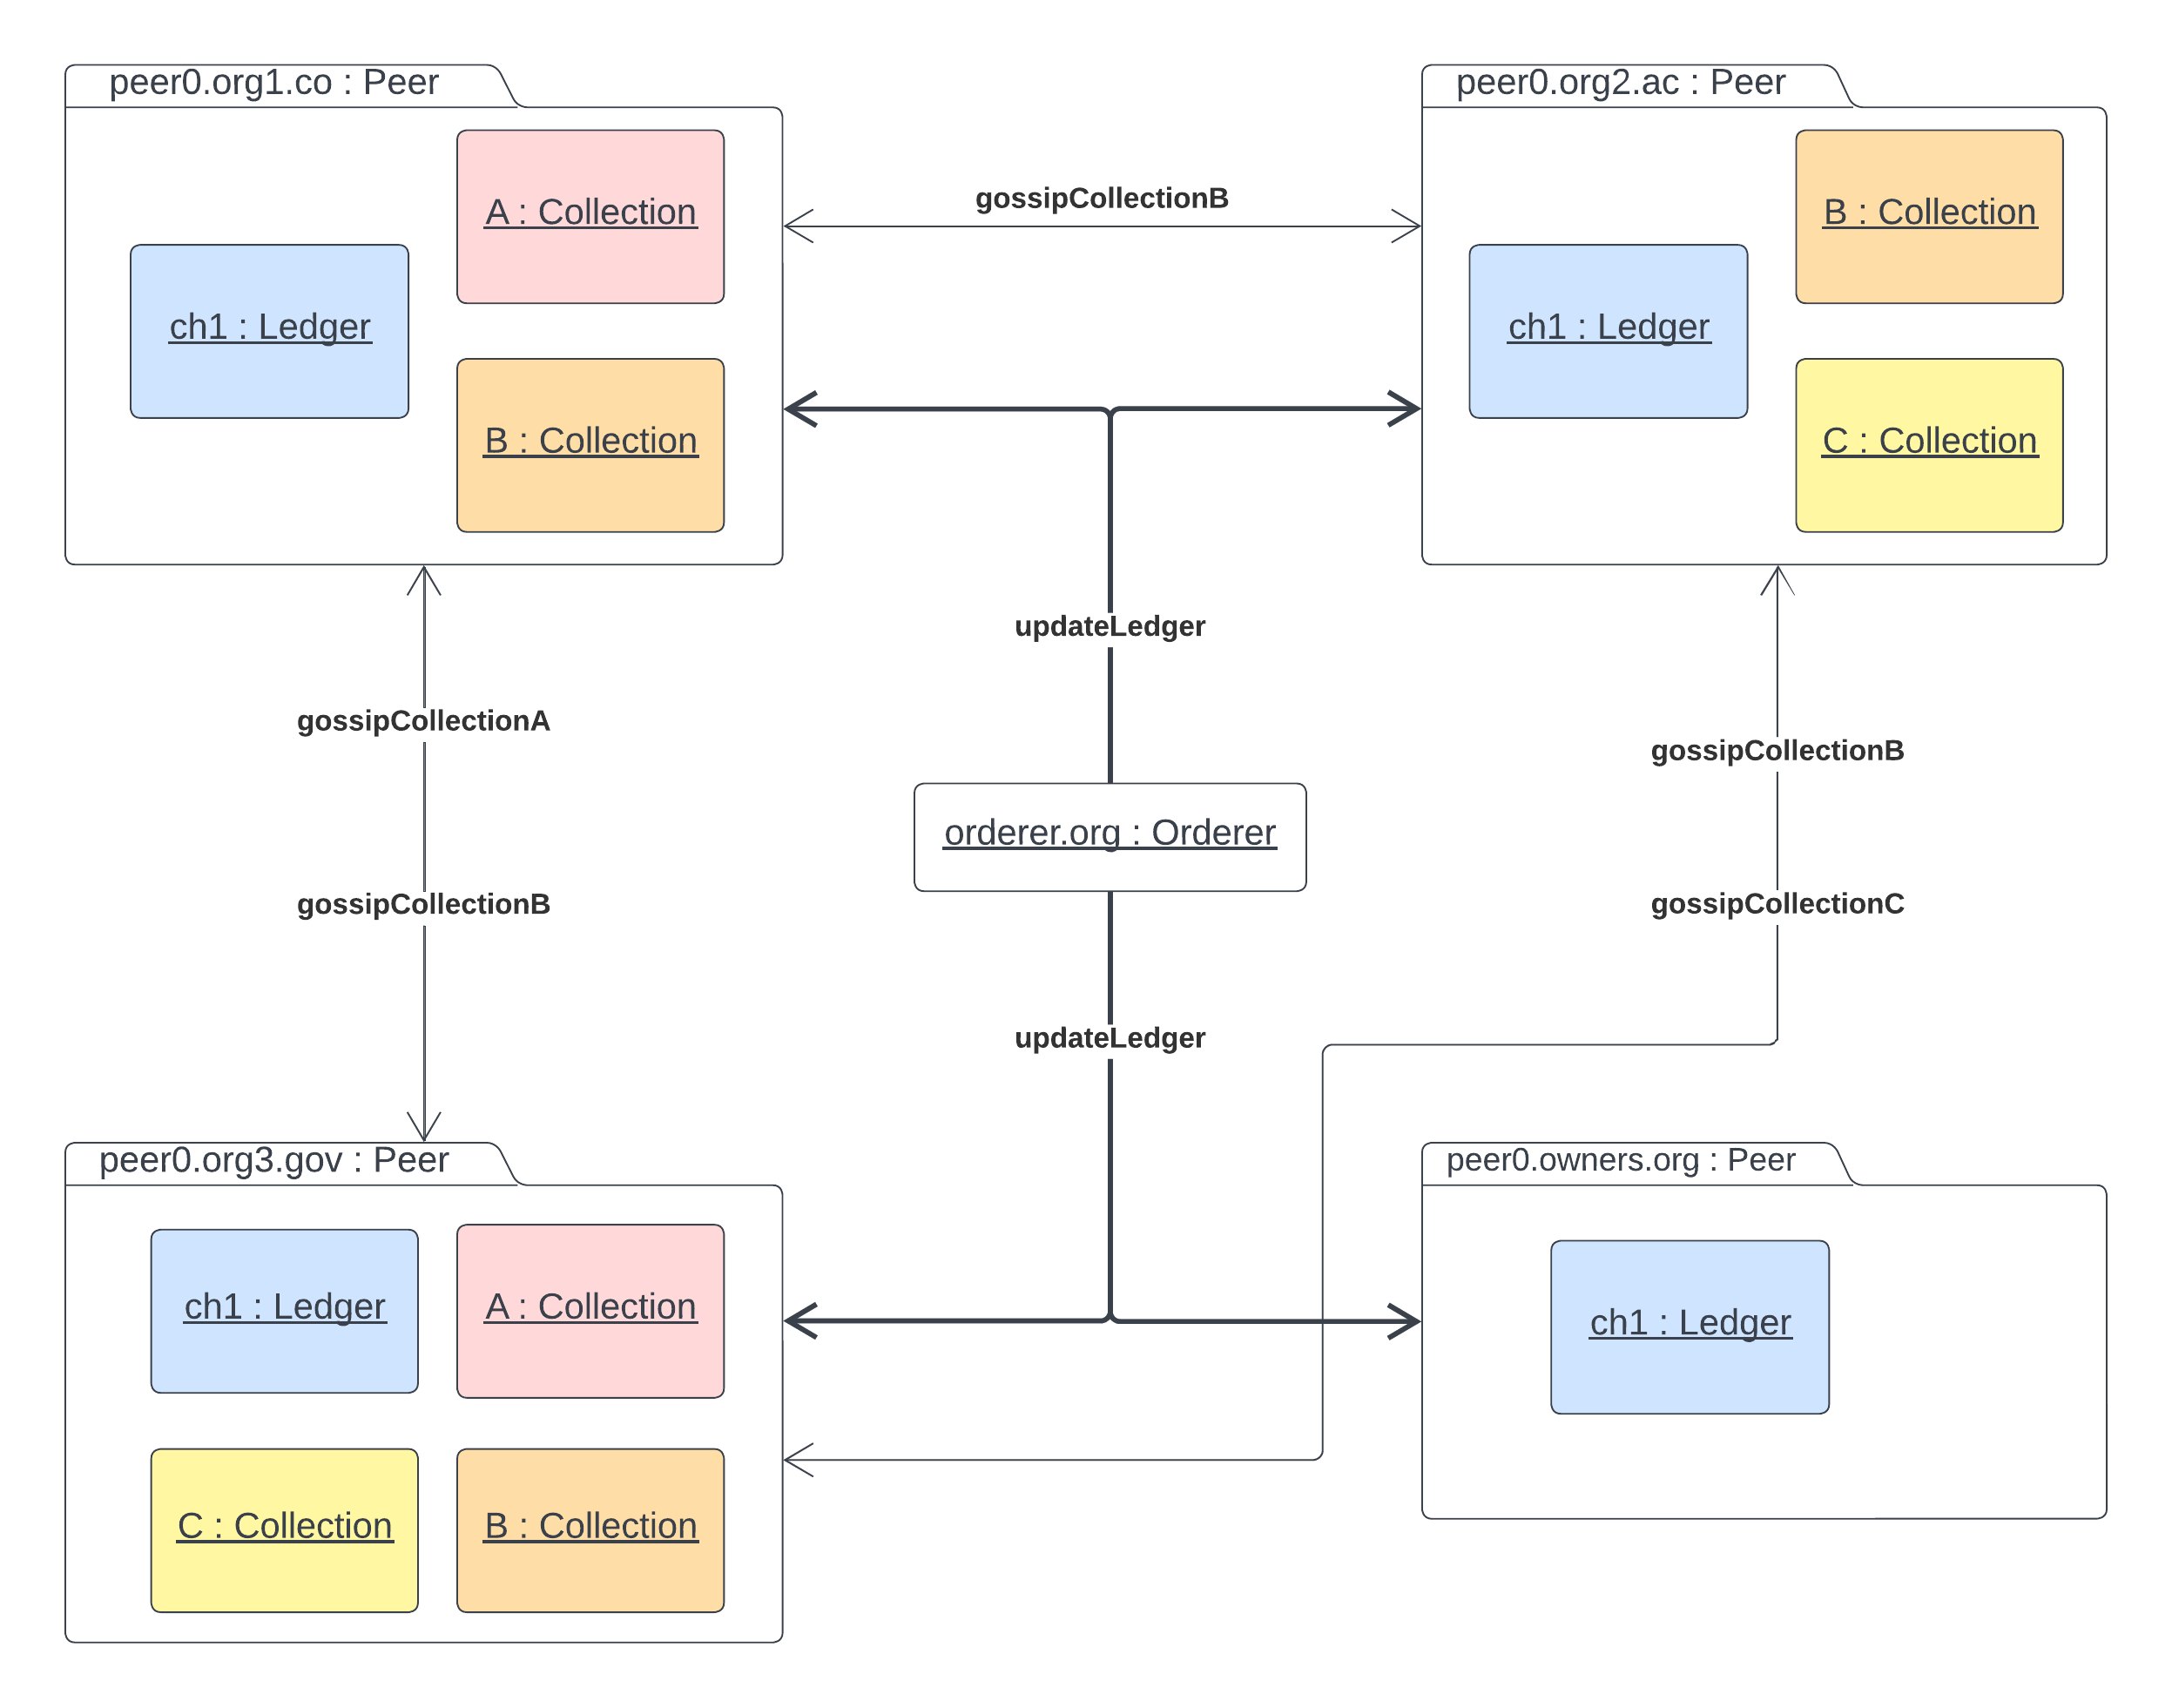 peer0.org1.co : Peer
A : Collection
ch1 : Ledger
B : Collection
gossipCollectionB
peer0.org2.ac : Peer
B : Collection
ch1 : Ledger
C : Collection
updateLedger
gossipCollectionA
gossipCollectionB
orderer.org : Orderer
gossipCollectionB
gossipCollectionC
updateLedger
peer0.org3.gov : Peer
ch1 : Ledger
A : Collection
C : Collection
B : Collection
peer0.owners.org : Peer
ch1 : Ledger